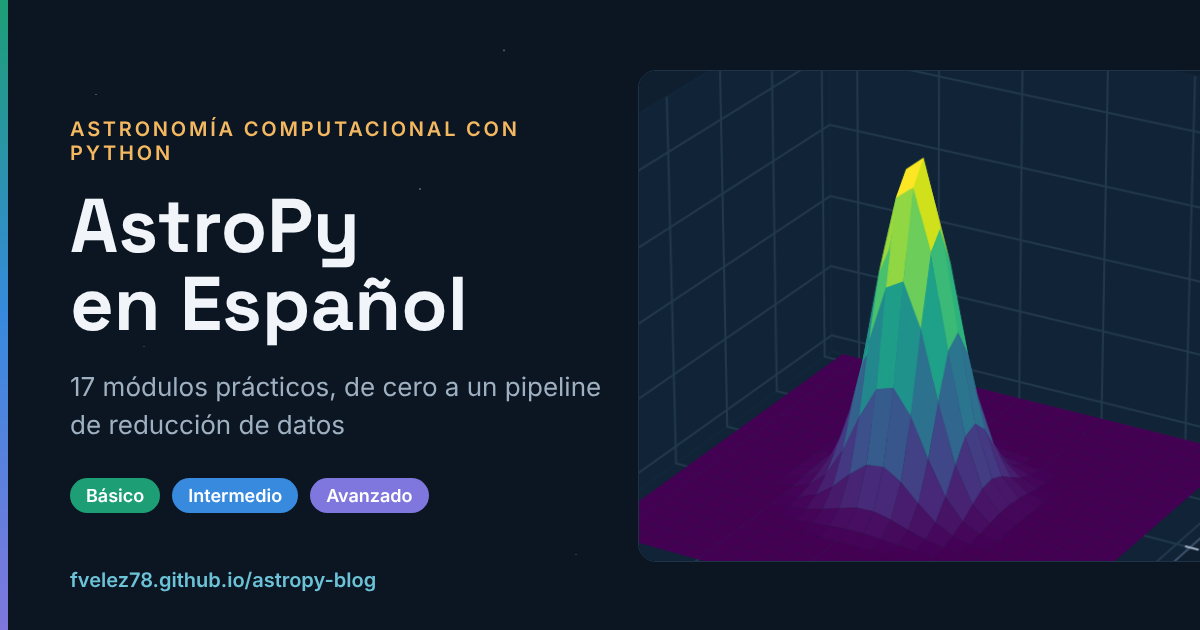 ASTRONOMÍA COMPUTACIONAL CON
PYTHON
AstroPy
en Español
17 módulos prácticos, de cero a un pipeline
de reducción de datos
Básico Intermedio Avanzado
fvelez78.github.io/astropy-blog